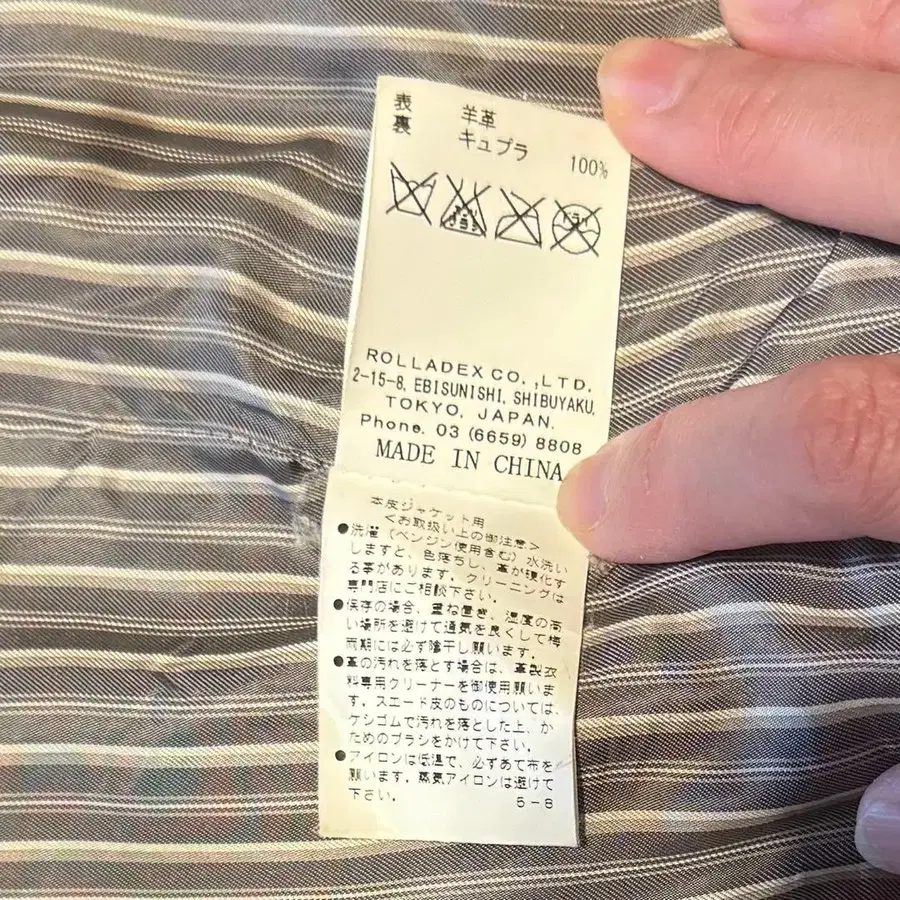 表 羊革
裏 キュプラ 100%
ドライ
ROLLADEX CO.,LTD.
2-15-8, EBISUNISHI, SHIBUYAKU,
TOKYO, JAPAN.
Phone. 03 (6659) 8808
MADE IN CHINA
本皮ジャケット用
<お取扱い上の御注意>
●洗濯(ベンジン使用含む)水洗い
しますと、色落ちし、革が硬化す
る事があります。クリーニングは
専門店にご相談下さい。
●保存の場合、重ね置き、湿度の高
い場所を避けて通気を良くして梅
雨期には必ず陰干し願います。
●革の汚れを落とす場合は、革製衣
料専用クリーナーを御使用願いま
す。スエード皮のものについては、
ケシゴムで汚れを落とした上、か
ためのブラシをかけて下さい。
●アイロンは低温で、必ずあて布を
願います。蒸気アイロンは避けて
下さい。 5-8